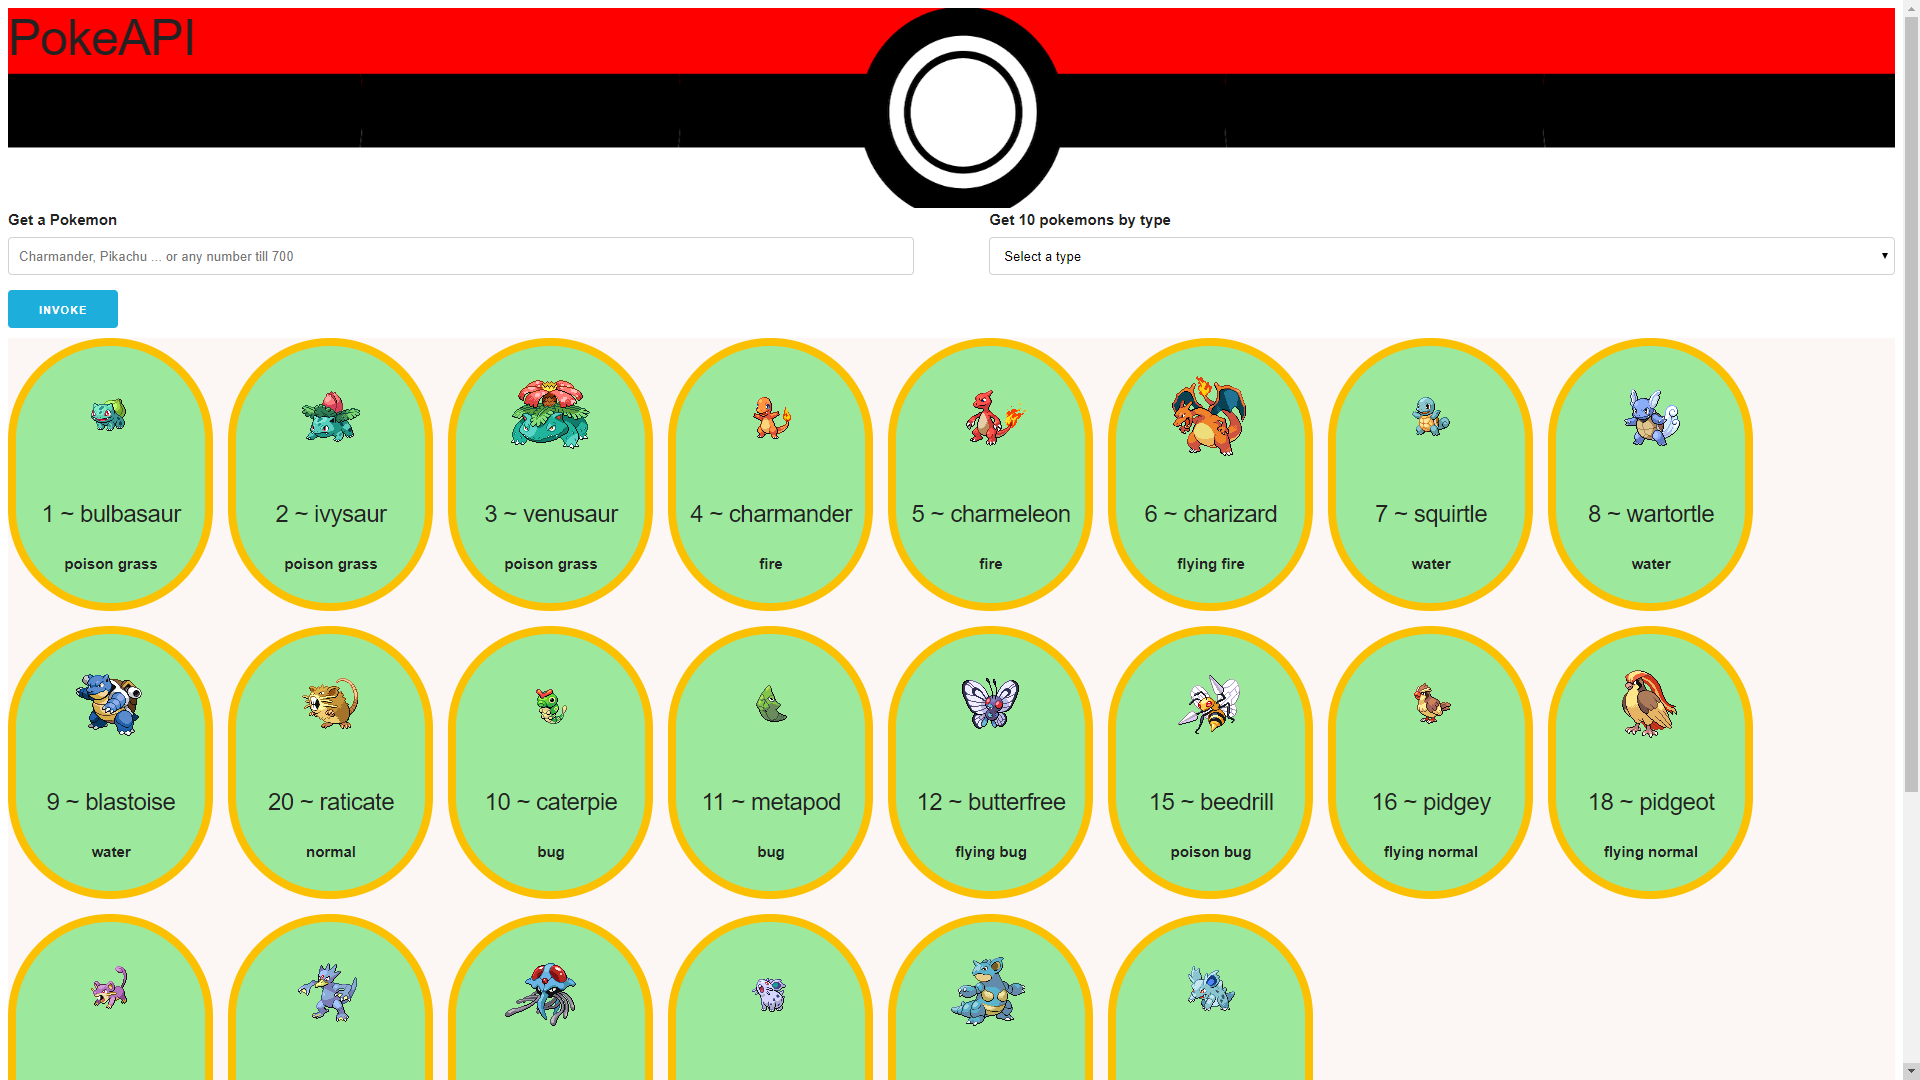 PokeAPI
Get a Pokemon
Get 10 pokemons by type
Charmander, Pikachu ... or any number till 700
Select a type
INVOKE
1 ~ bulbasaur
2 ~ ivysaur
3 ~ venusaur
4 ~ charmander
5 ~ charmeleon
6 ~ charizard
7 ~ squirtle
8 ~ wartortle
poison grass
poison grass
poison grass
fire
fire
flying fire
water
water
9 ~ blastoise
20 ~ raticate
10 ~ caterpie
11 ~ metapod
12 ~ butterfree
15 ~ beedrill
16 ~ pidgey
18 ~ pidgeot
water
normal
bug
bug
flying bug
poison bug
flying normal
flying normal